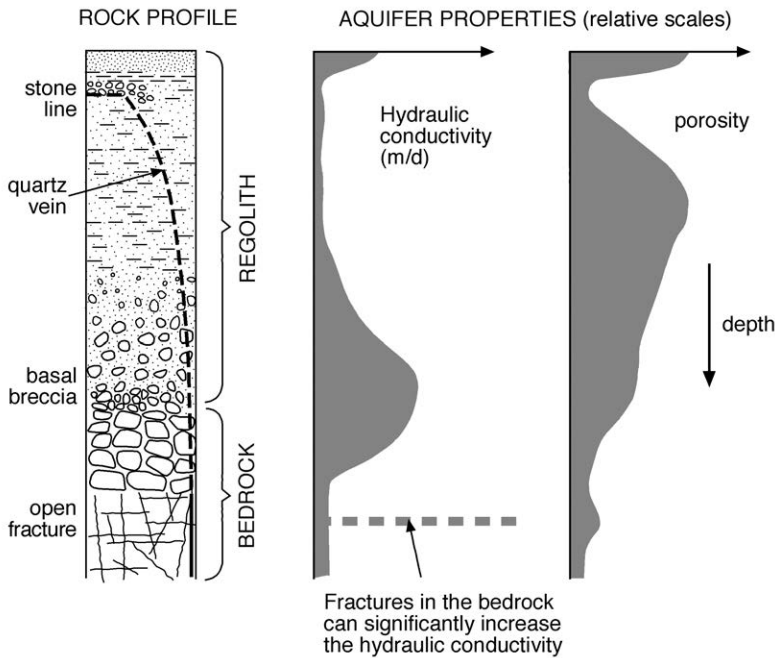 ROCK PROFILE
AQUIFER PROPERTIES (relative scales)
stone
line
quartz
vein
basal
breccia
open
fracture
REGOLITH
BEDROCK
Hydraulic
conductivity
(m/d)
porosity
depth
Fractures in the bedrock
can significantly increase
the hydraulic conductivity